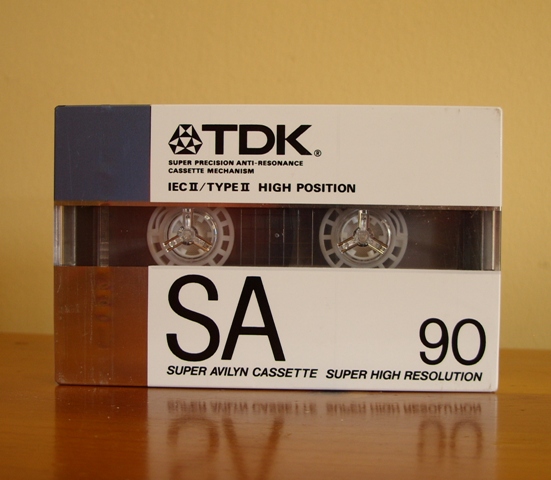 TDK®
SUPER PRECISION ANTI-RESONANCE
CASSETTE MECHANISM
IEC II/TYPE II HIGH POSITION
SA 90
SUPER AVILYN CASSETTE SUPER HIGH RESOLUTION